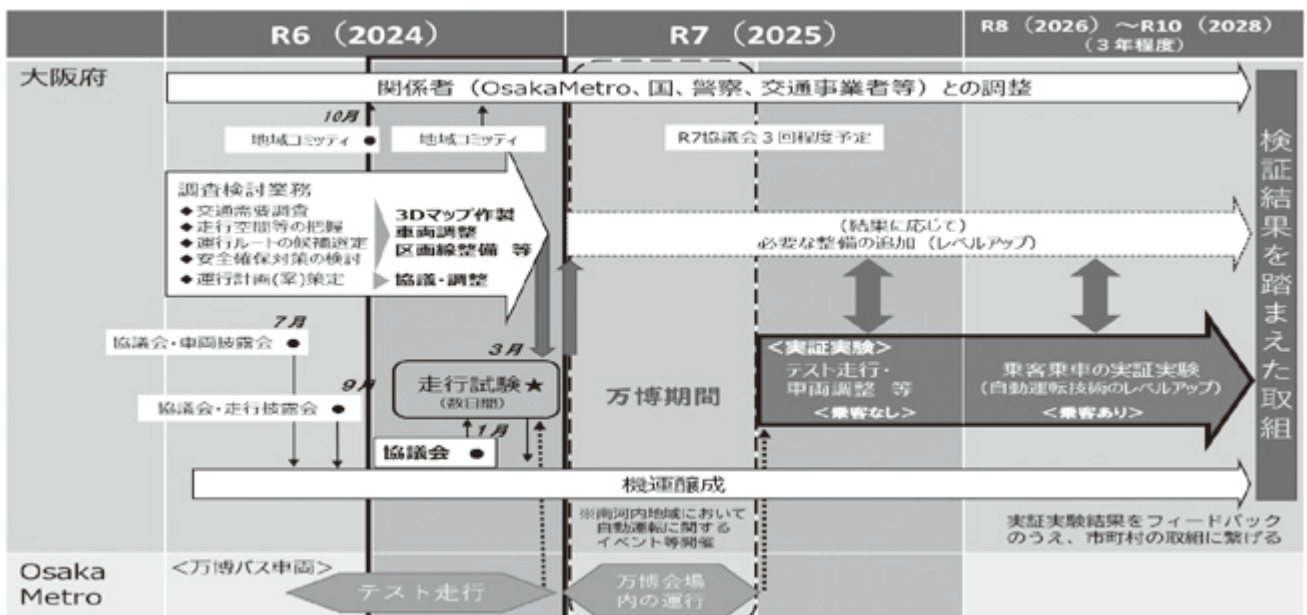 R6（2024）
R7（2025）
R8（2026）～R10（2028）
（３年程度）
大阪府
関係者（OsakaMetro、国、警察、交通事業者等）との調整
10月
地域コミッティ ●
地域コミッティ
R7協議会３回程度予定
調査検討業務
◆交通需要調査
◆走行空間等の把握
◆運行ルートの候補選定
◆安全確保対策の検討
◆運行計画(案)策定
3Dマップ作製
車両調整
区画線整備 等
協議・調整
（結果に応じて）
必要な整備の追加（レベルアップ）
7月
協議会・車両披露会 ●
9月
協議会・走行披露会 ●
3月
走行試験★
（数日間）
1月
協議会 ●
万博期間
＜実証実験＞
テスト走行・
車両調整 等
＜乗客なし＞
乗客乗車の実証実験
（自動運転技術のレベルアップ）
＜乗客あり＞
検証結果を踏まえた取組
機運醸成
※南河内地域において
自動運転に関する
イベント等開催
実証実験結果をフィードバック
のうえ、市町村の取組に繋げる
Osaka
Metro
＜万博バス車両＞
テスト走行
万博会場
内の運行